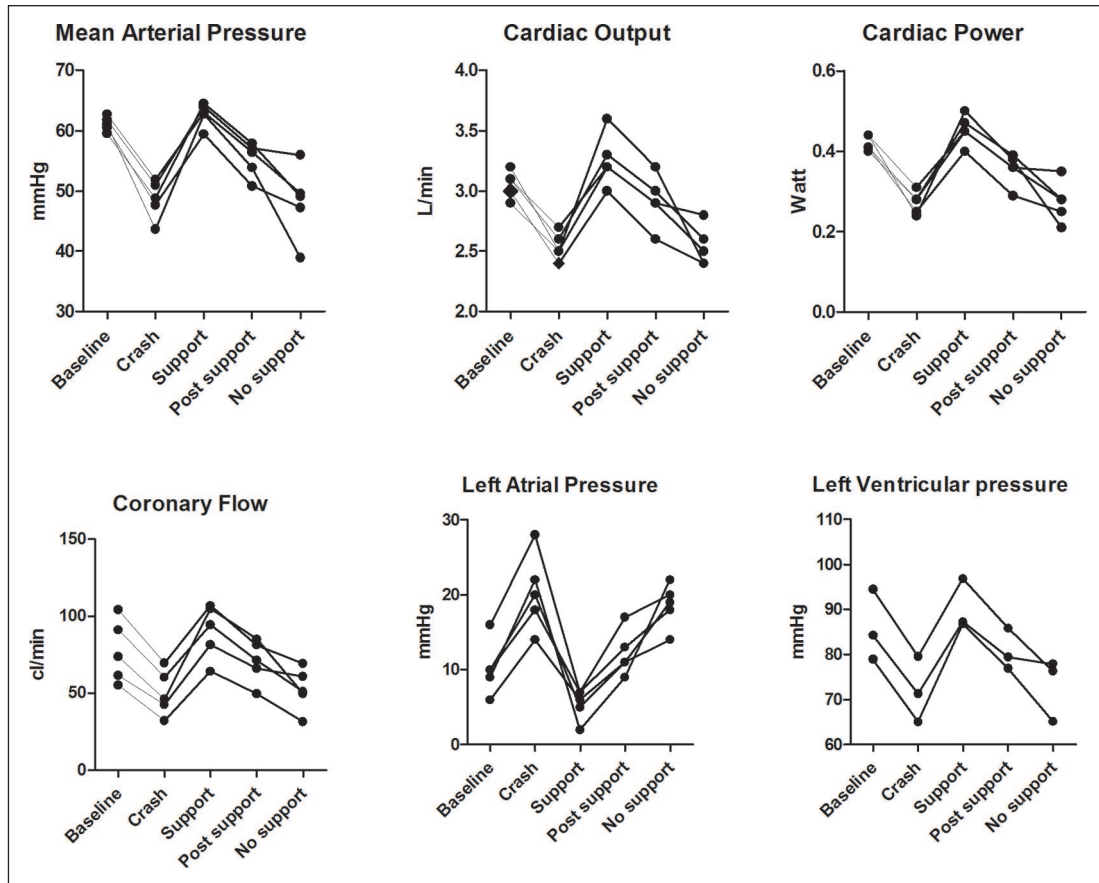 Mean Arterial Pressure
mmHg
70
60
50
40
30
Baseline
Crash
Support
Post support
No support
Cardiac Output
L/min
4.0
3.5
3.0
2.5
2.0
Baseline
Crash
Support
Post support
No support
Cardiac Power
Watt
0.6
0.4
0.2
0.0
Baseline
Crash
Support
Post support
No support
Coronary Flow
cl/min
150
100
50
0
Baseline
Crash
Support
Post support
No support
Left Atrial Pressure
mmHg
30
20
10
0
Baseline
Crash
Support
Post support
No support
Left Ventricular pressure
mmHg
110
100
90
80
70
60
Baseline
Crash
Support
Post support
No support